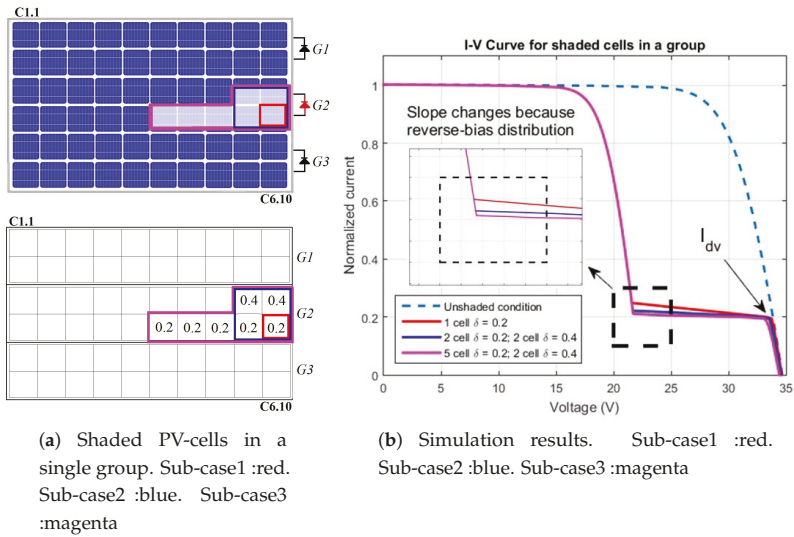 C1.1
G1
G2
G3
C6.10
C1.1
G1
0.4 0.4
G2
0.2 0.2 0.2 0.2 0.2
G3
C6.10
(a) Shaded PV-cells in a
single group. Sub-case1 :red.
Sub-case2 :blue. Sub-case3
:magenta
I-V Curve for shaded cells in a group
Normalized current
1
0.8
0.6
0.4
0.2
0
Slope changes because
reverse-bias distribution
Idv
Unshaded condition
1 cell δ = 0.2
2 cell δ = 0.2; 2 cell δ = 0.4
5 cell δ = 0.2; 2 cell δ = 0.4
0 5 10 15 20 25 30 35
Voltage (V)
(b) Simulation results. Sub-case1 :red.
Sub-case2 :blue. Sub-case3 :magenta